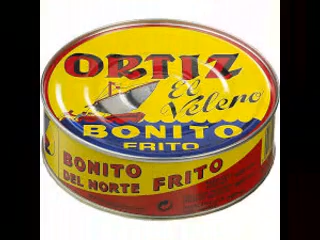 ORTIZ
El
Velero
BONITO
FRITO
BONITO
DEL NORTE FRITO